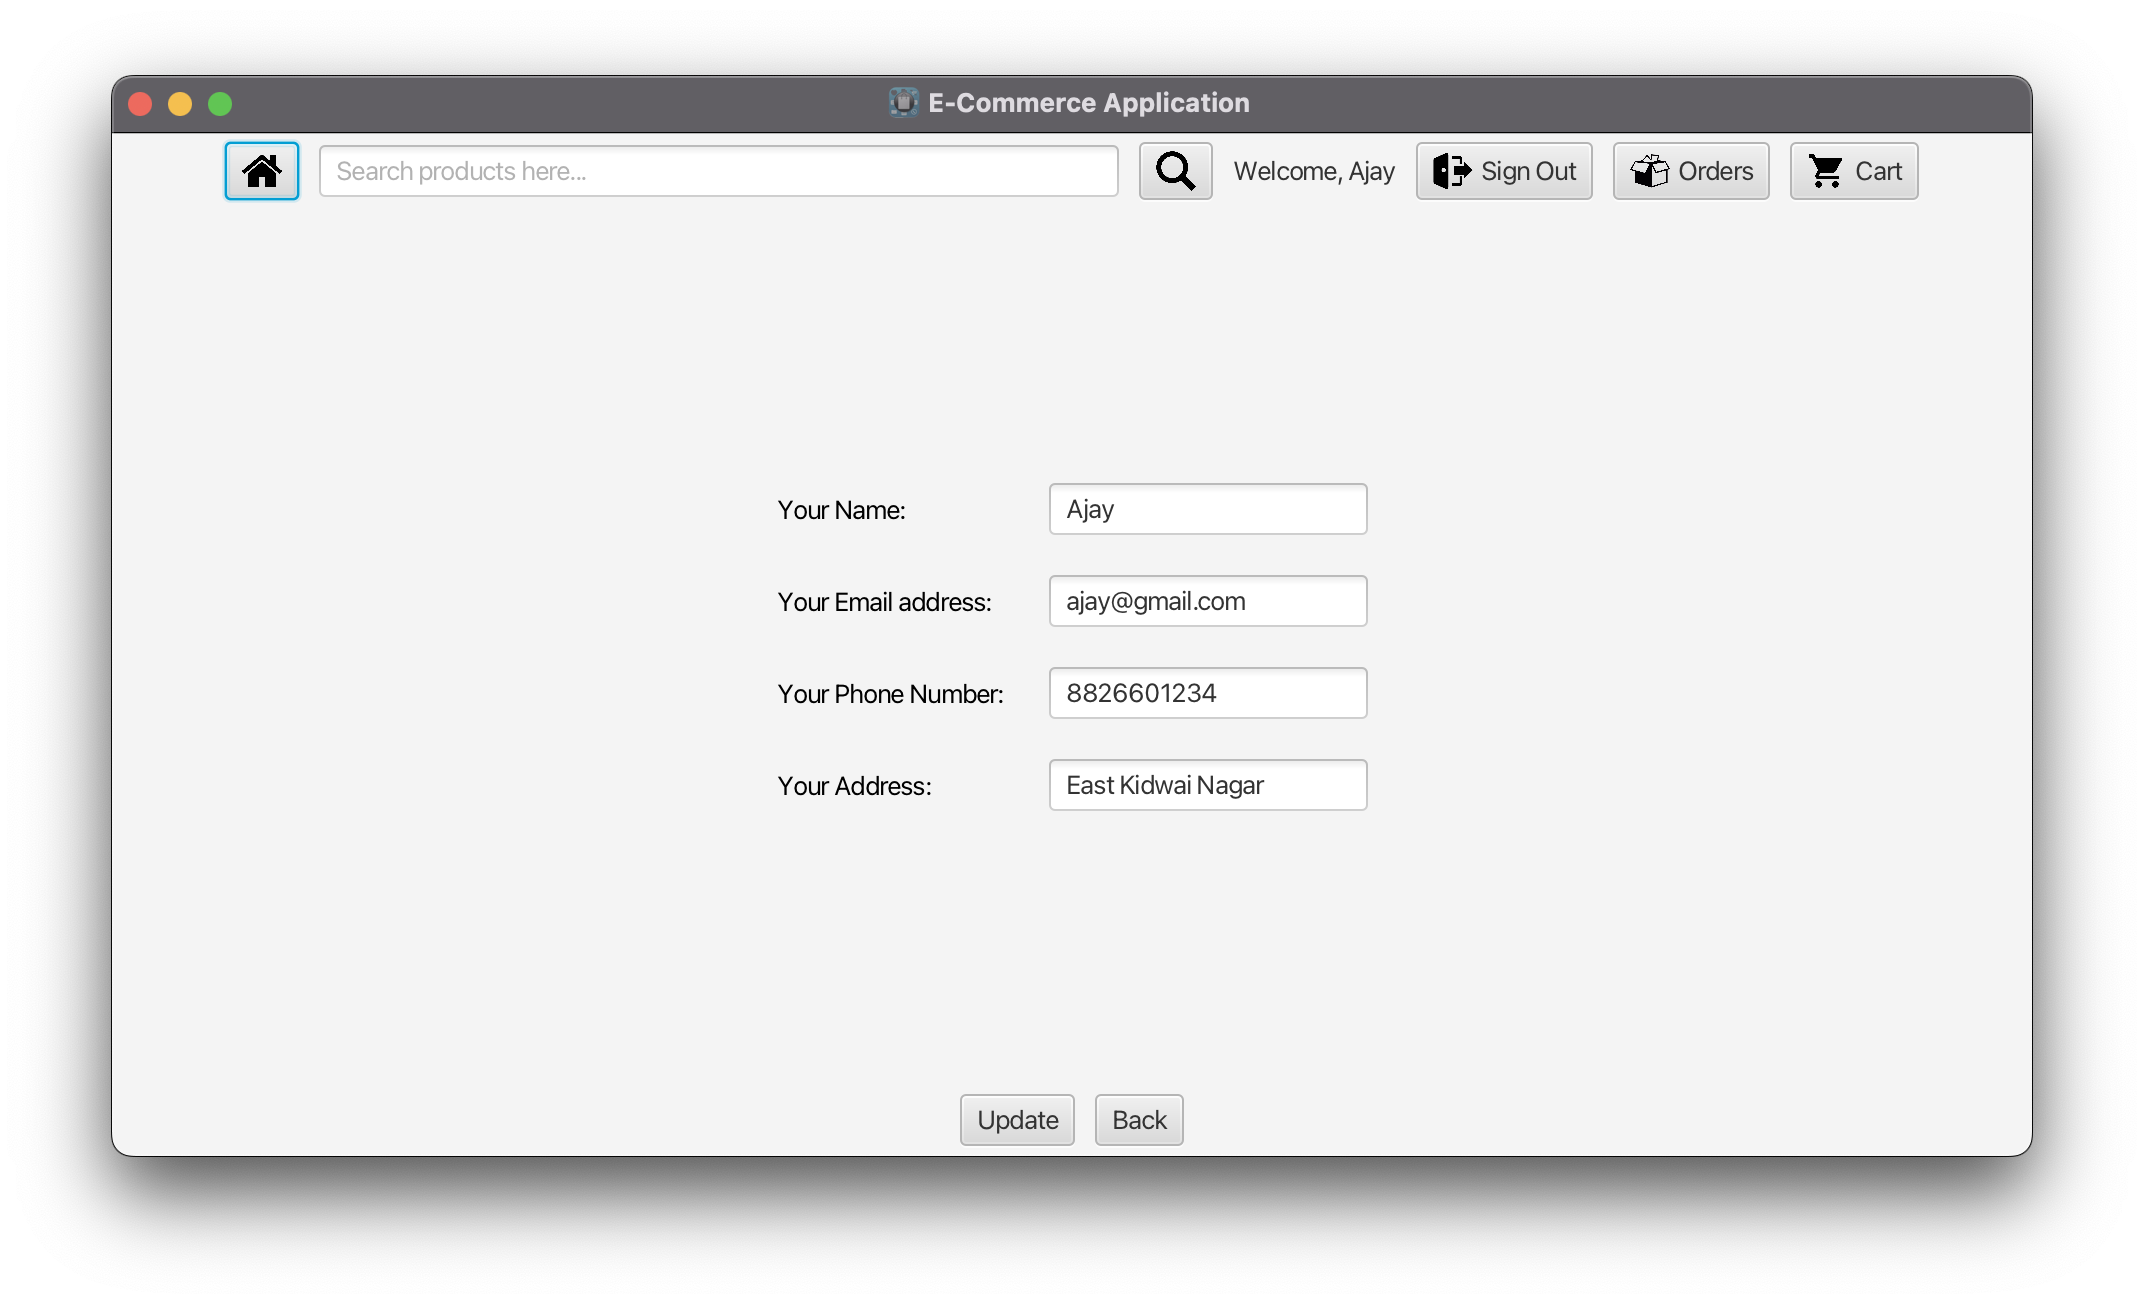 E-Commerce Application
Search products here... Welcome, Ajay Sign Out Orders Cart
Your Name: Ajay
Your Email address: ajay@gmail.com
Your Phone Number: 8826601234
Your Address: East Kidwai Nagar
Update Back